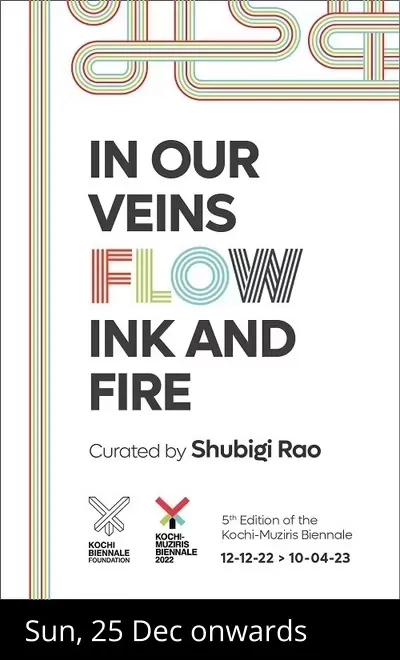 IN OUR
VEINS
FLOW
INK AND
FIRE
Curated by Shubigi Rao
KOCHI
BIENNALE
FOUNDATION
KOCHI-
MUZIRIS
BIENNALE
2022
5th Edition of the
Kochi-Muziris Biennale
12-12-22 > 10-04-23
Sun, 25 Dec onwards